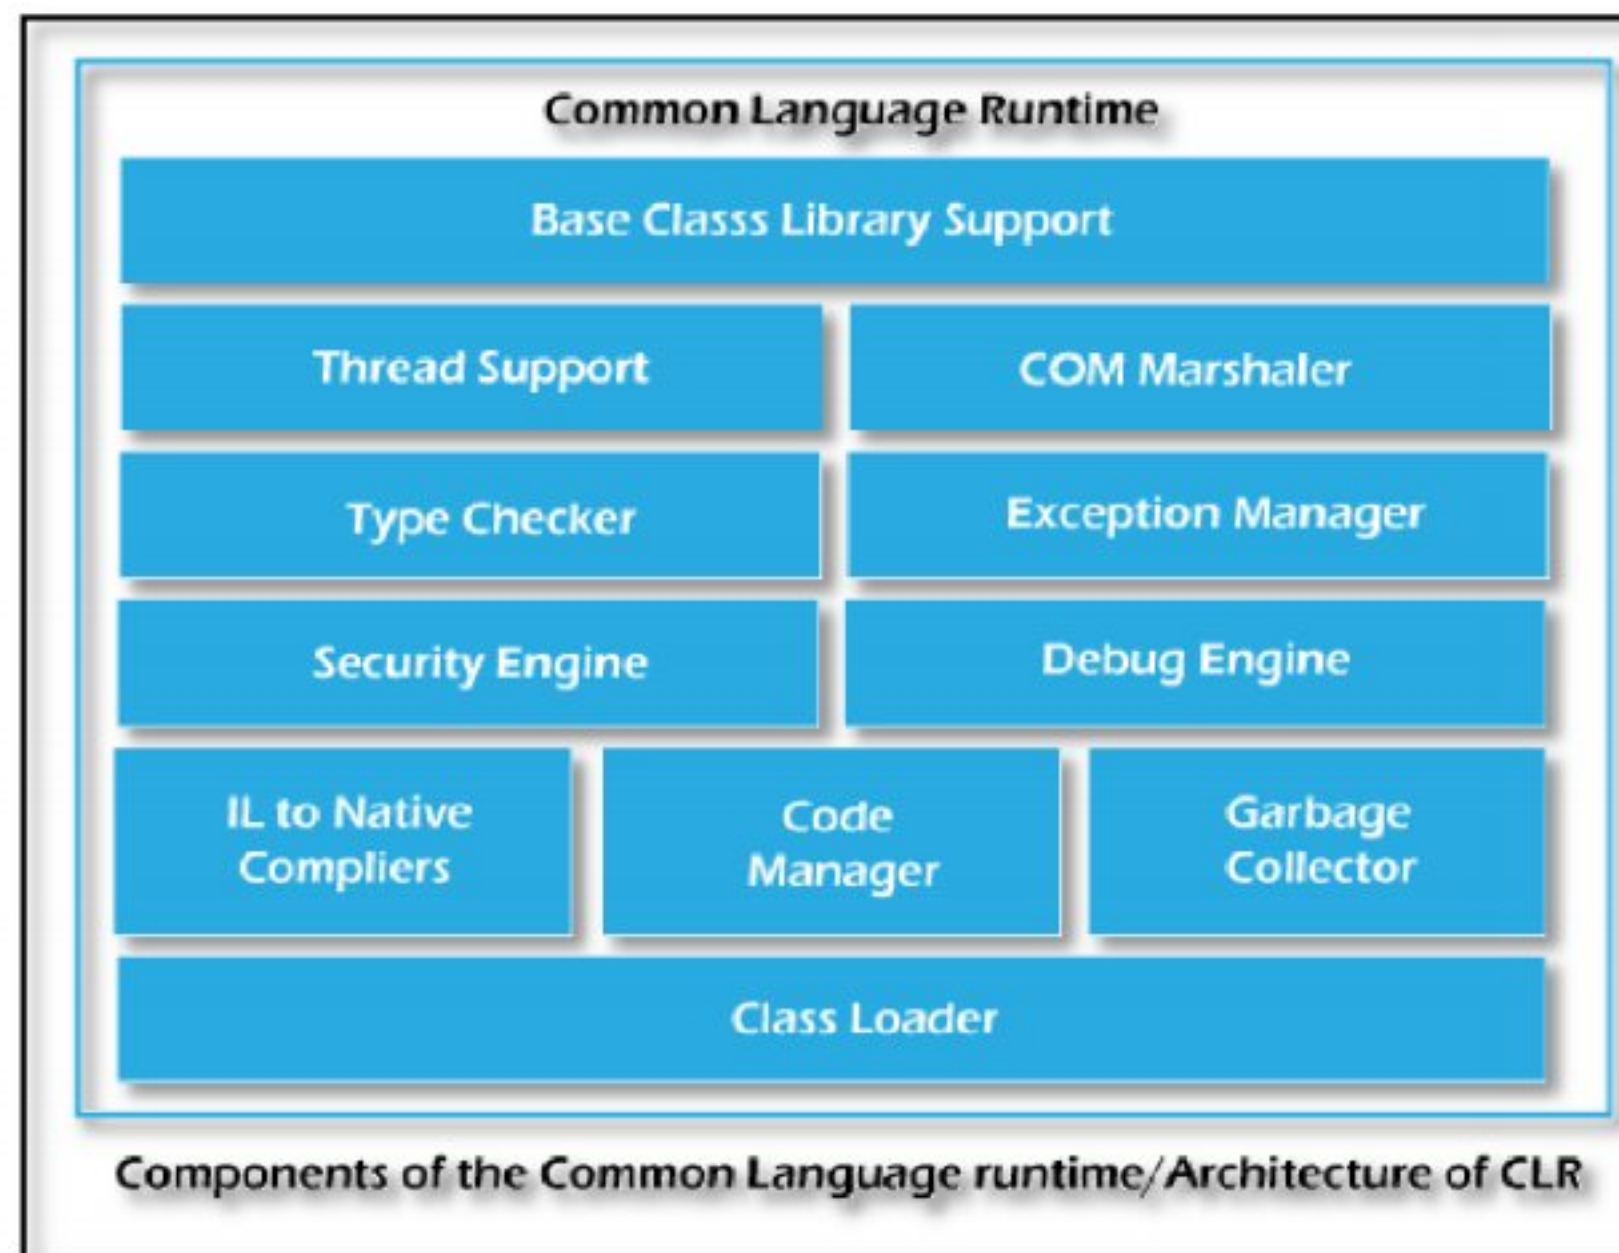 Common Language Runtime
Base Classs Library Support
Thread Support
COM Marshaler
Type Checker
Exception Manager
Security Engine
Debug Engine
IL to Native
Compliers
Code
Manager
Garbage
Collector
Class Loader
Components of the Common Language runtime/Architecture of CLR